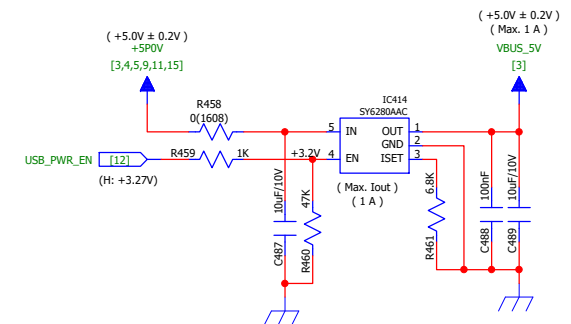 ( +5.0V ± 0.2V )
+5P0V
[3,4,5,9,11,15]
( +5.0V ± 0.2V )
( Max. 1 A )
VBUS_5V
[3]
R458
0(1608)
IC414
SY6280AAC
5 IN OUT 1
GND 2
4 EN ISET 3
USB_PWR_EN [12]
R459 1K +3.2V
(H: +3.27V)
( Max. Iout )
( 1 A )
10uF/10V
C487
47K
R460
6.8K
R461
100nF
C488
10uF/10V
C489